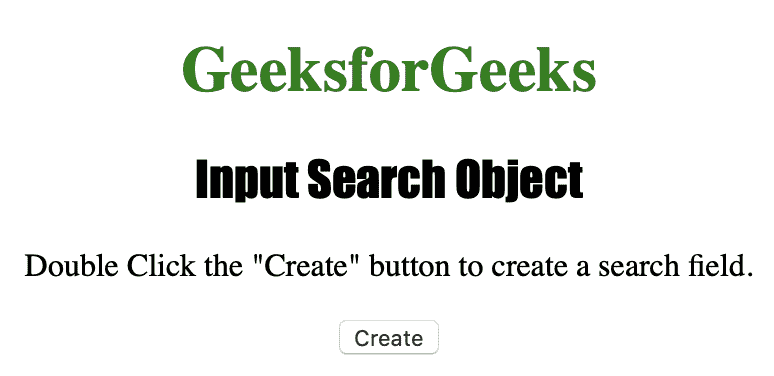 GeeksforGeeks
Input Search Object
Double Click the "Create" button to create a search field.
Create